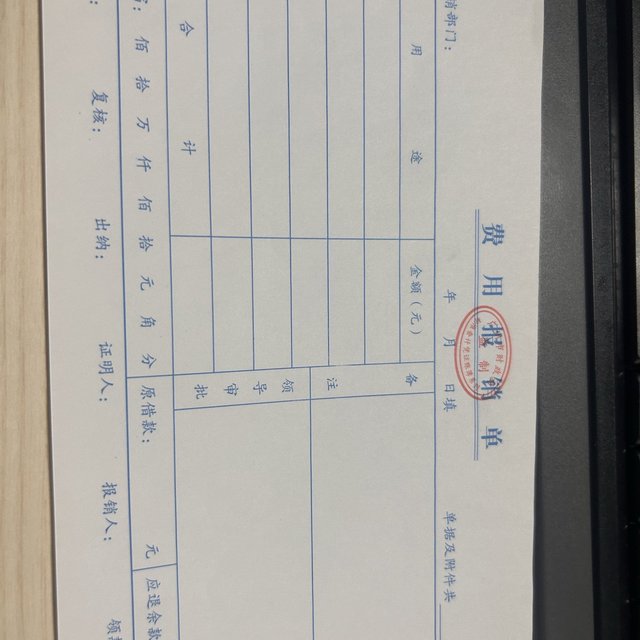 费用报销单
销部门： 年 月 日填 单据及附件共
用途 金额（元） 备注
领导审批
合计
佰 拾 万 仟 佰 拾 元 角 分 原借款： 元 应退余款
复核： 出纳： 证明人： 报销人：